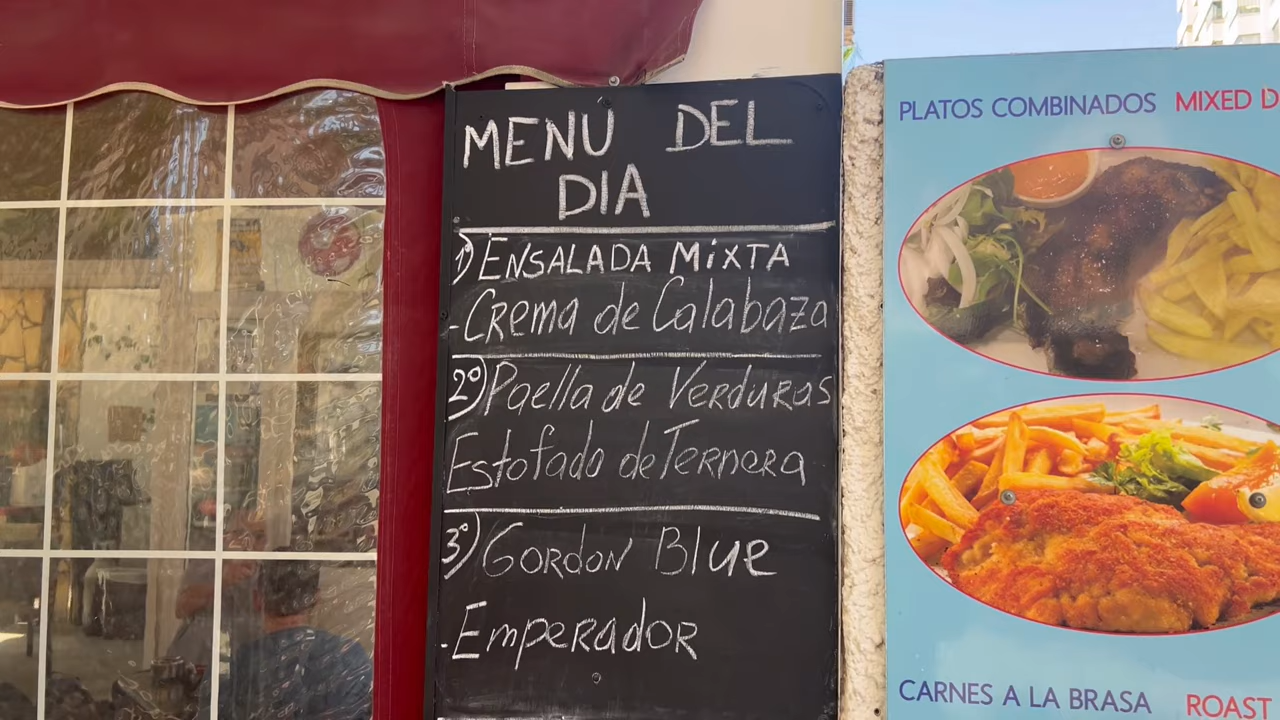 MENÚ DEL
DIA
1º) ENSALADA MiXTA
- CREMA de Calabaza
2º) Paella de VERDURAS
Estofado de TERNERA
3º) GORDON BLUE
- EmpERADOR
PLATOS COMBINADOS MIXED
CARNES A LA BRASA ROAST